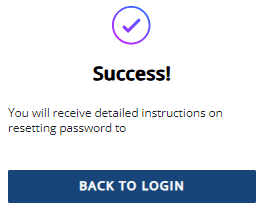 Success!
You will receive detailed instructions on
resetting password to
BACK TO LOGIN